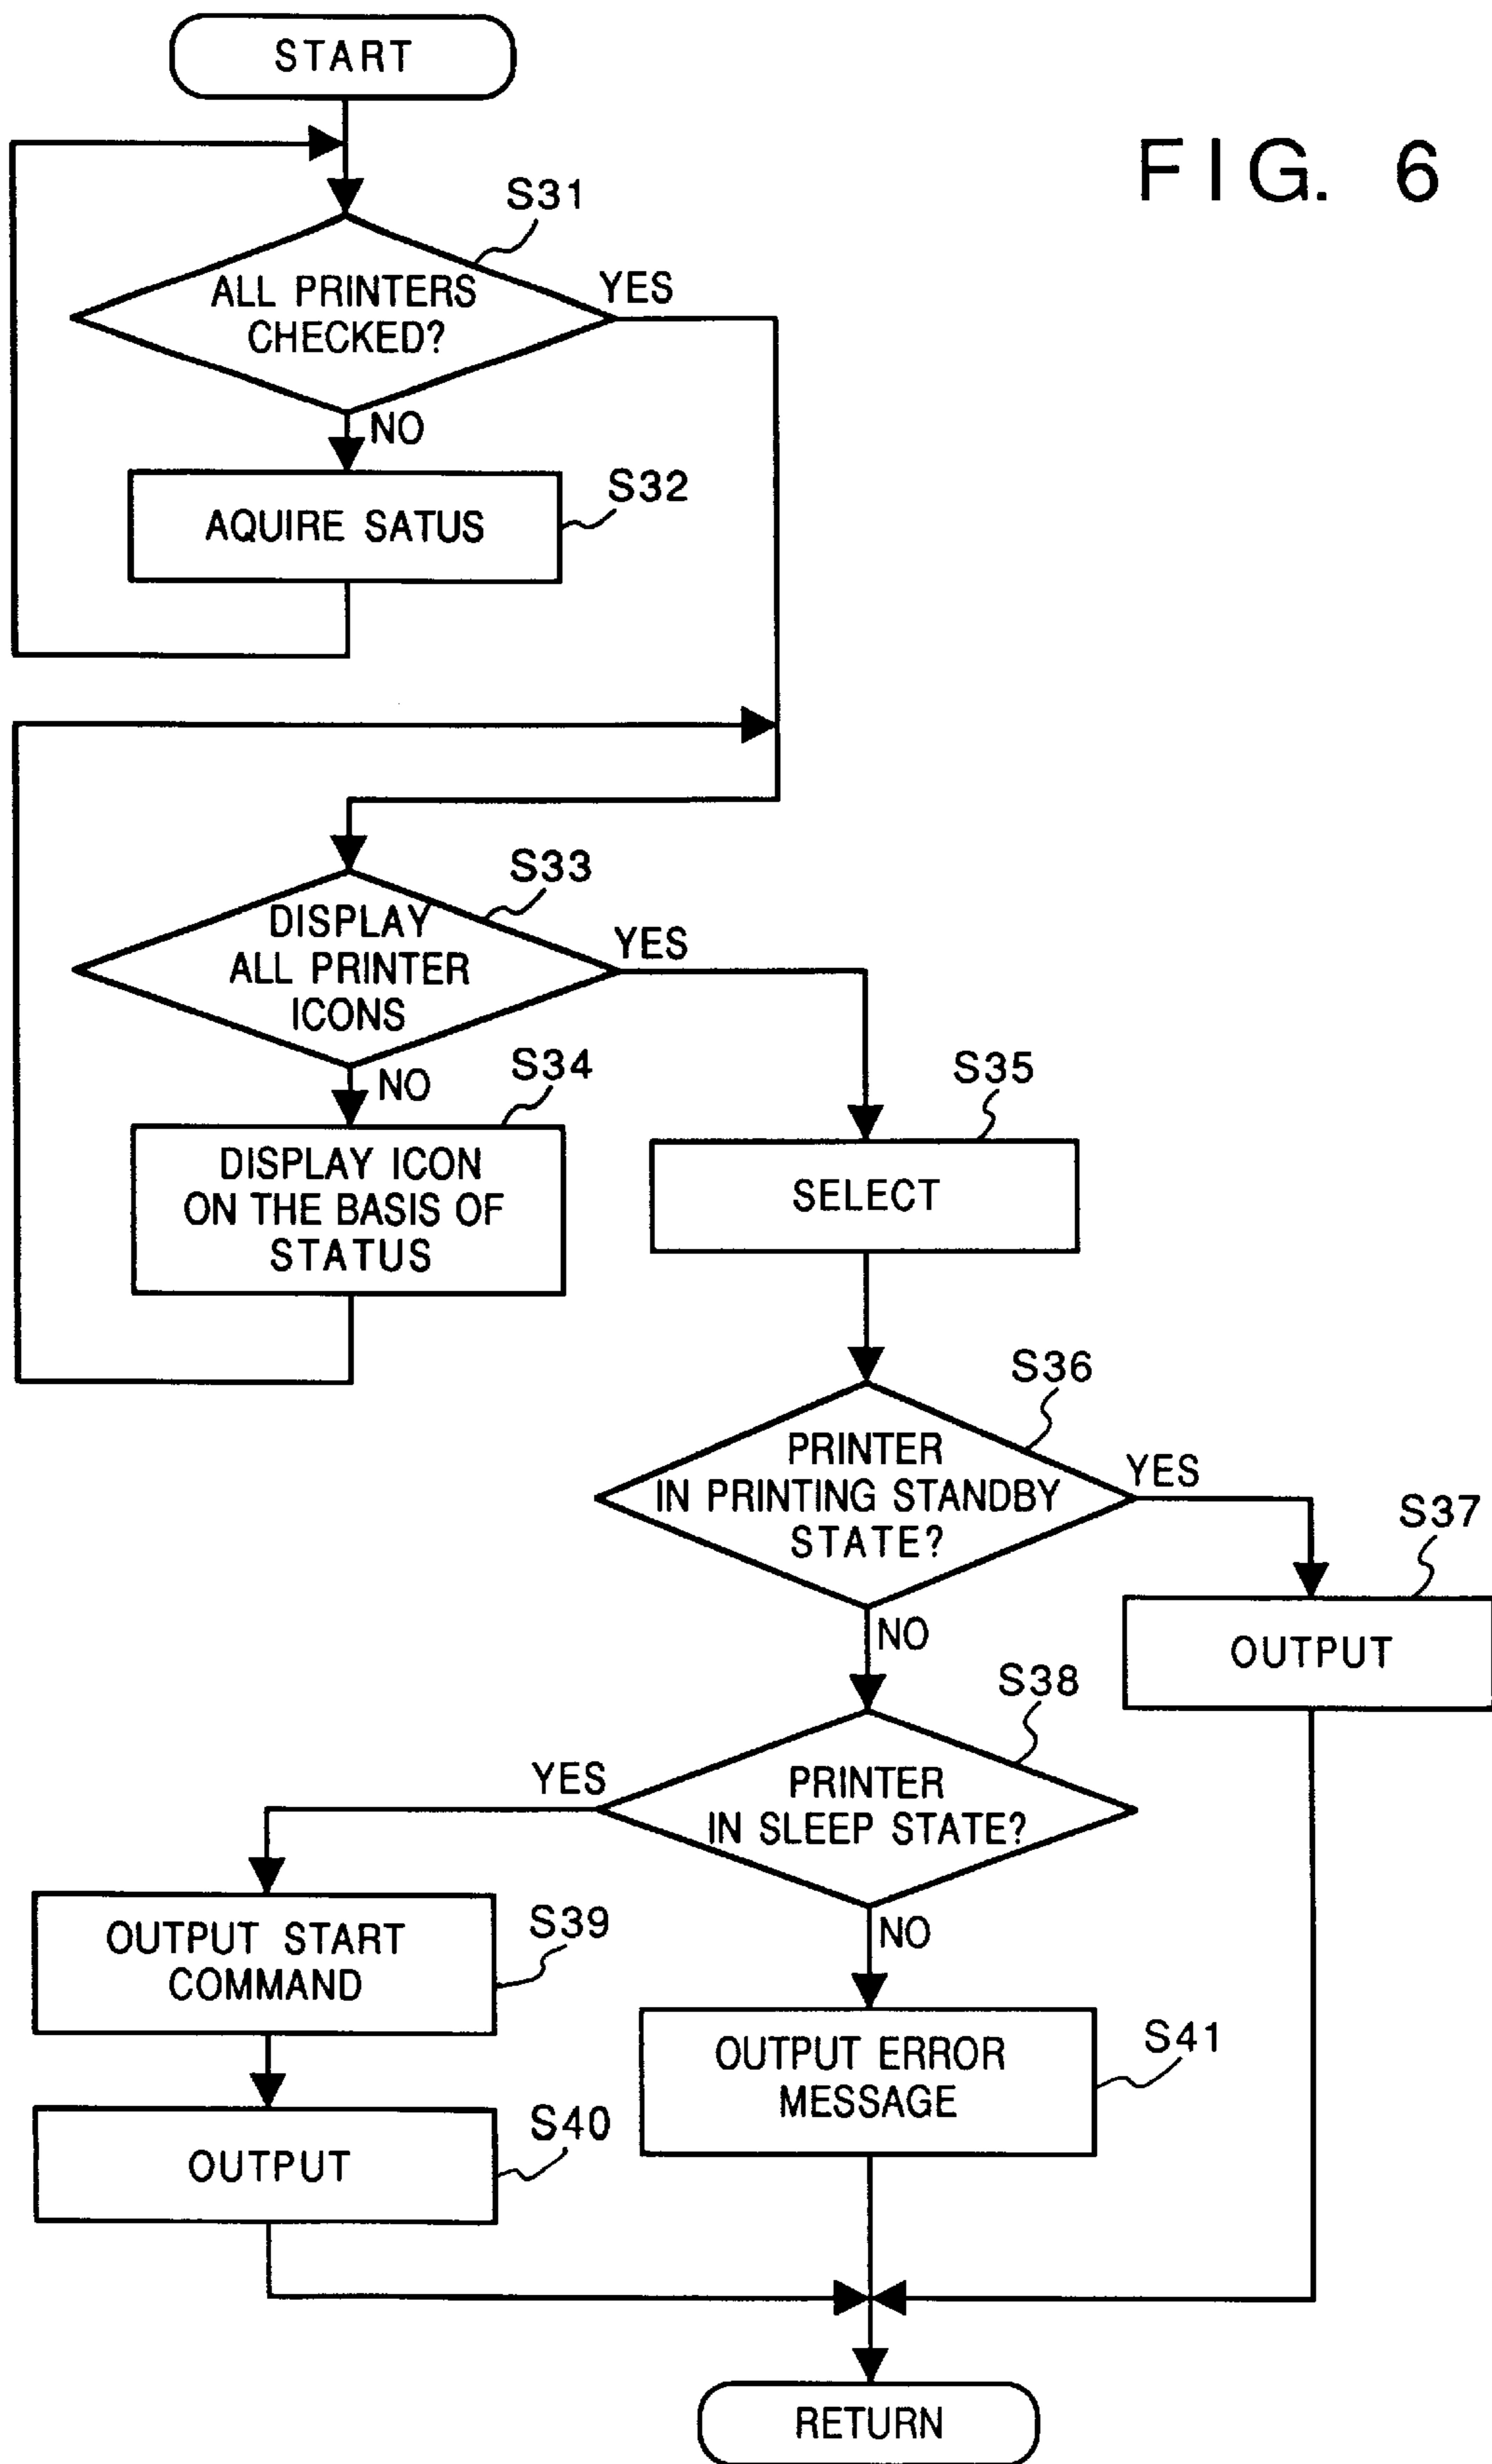 START
FIG. 6
S31
ALL PRINTERS
CHECKED?
YES
NO
S32
AQUIRE SATUS
S33
DISPLAY
ALL PRINTER
ICONS
YES
NO
S34
DISPLAY ICON
ON THE BASIS OF
STATUS
S35
SELECT
S36
PRINTER
IN PRINTING STANDBY
STATE?
YES
NO
S37
OUTPUT
S38
PRINTER
IN SLEEP STATE?
YES
NO
S39
OUTPUT START
COMMAND
S40
OUTPUT
S41
OUTPUT ERROR
MESSAGE
RETURN